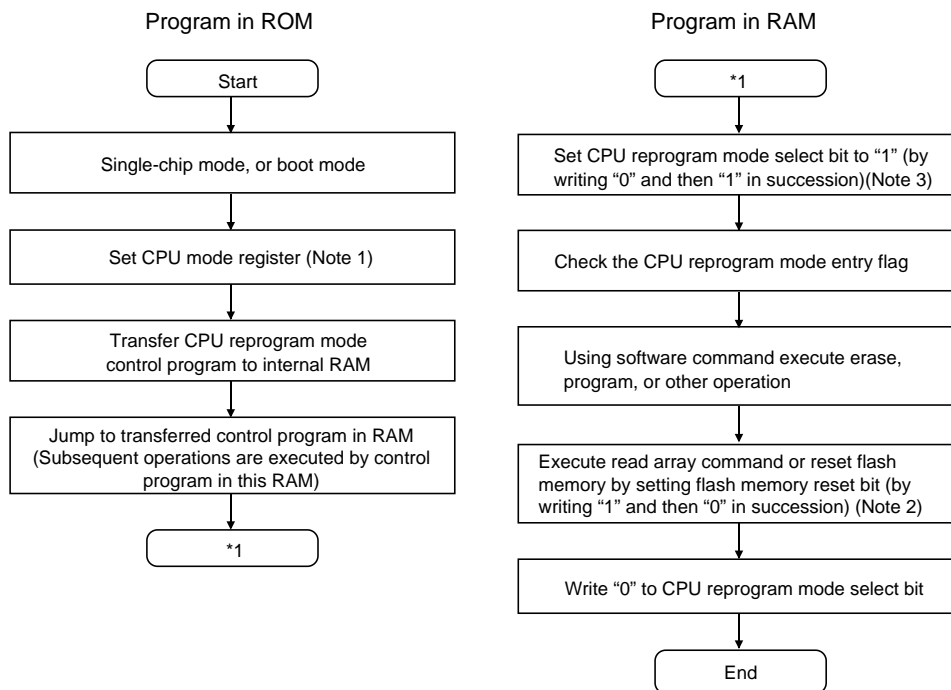 Program in ROM
Start
Single-chip mode, or boot mode
Set CPU mode register (Note 1)
Transfer CPU reprogram mode
control program to internal RAM
Jump to transferred control program in RAM
(Subsequent operations are executed by control
program in this RAM)
*1
Program in RAM
*1
Set CPU reprogram mode select bit to “1” (by
writing “0” and then “1” in succession)(Note 3)
Check the CPU reprogram mode entry flag
Using software command execute erase,
program, or other operation
Execute read array command or reset flash
memory by setting flash memory reset bit (by
writing “1” and then “0” in succession) (Note 2)
Write “0” to CPU reprogram mode select bit
End